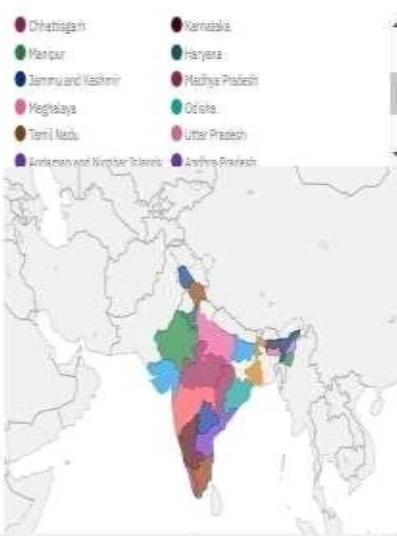 Chhattisgarh
Karnataka
Manipur
Haryana
Jammu and Kashmir
Madhya Pradesh
Meghalaya
Odisha
Tamil Nadu
Uttar Pradesh
Andaman and Nicobar Islands
Andhra Pradesh